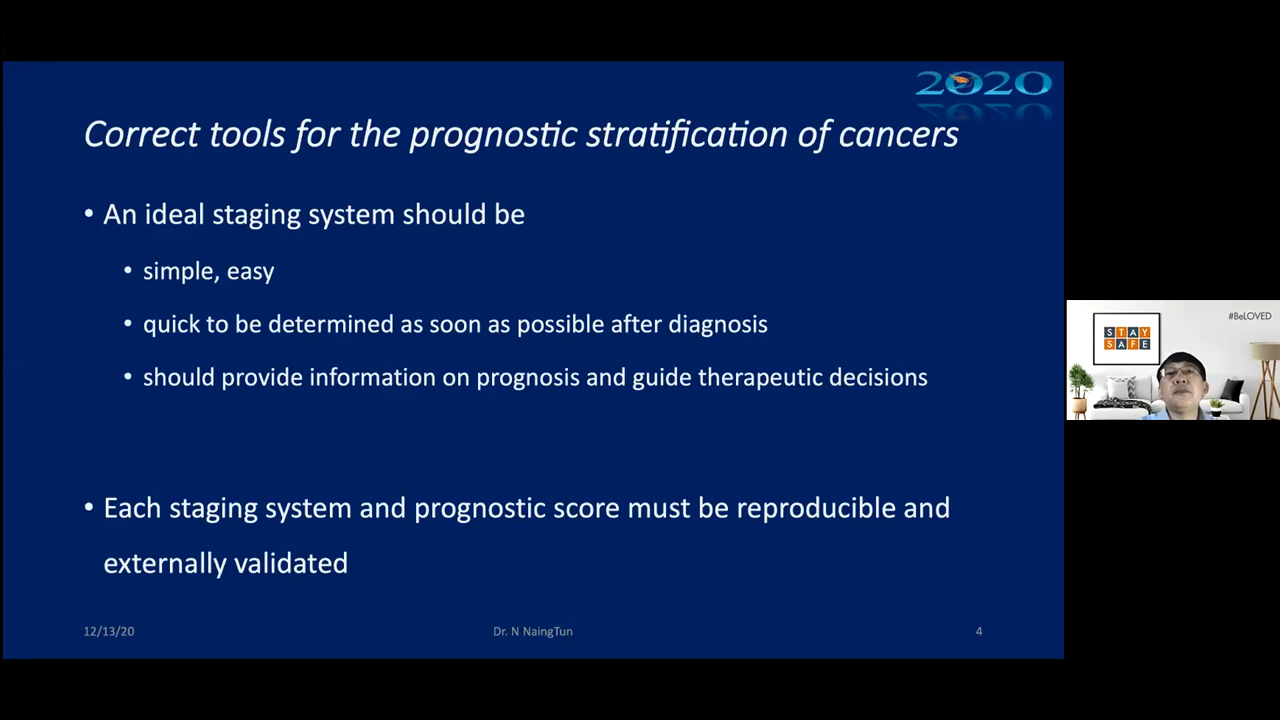 2020
Correct tools for the prognostic stratification of cancers
• An ideal staging system should be
• simple, easy
• quick to be determined as soon as possible after diagnosis
• should provide information on prognosis and guide therapeutic decisions
• Each staging system and prognostic score must be reproducible and
externally validated
12/13/20
Dr. N NaingTun
4
#BeLOVED
STAY
SAFE